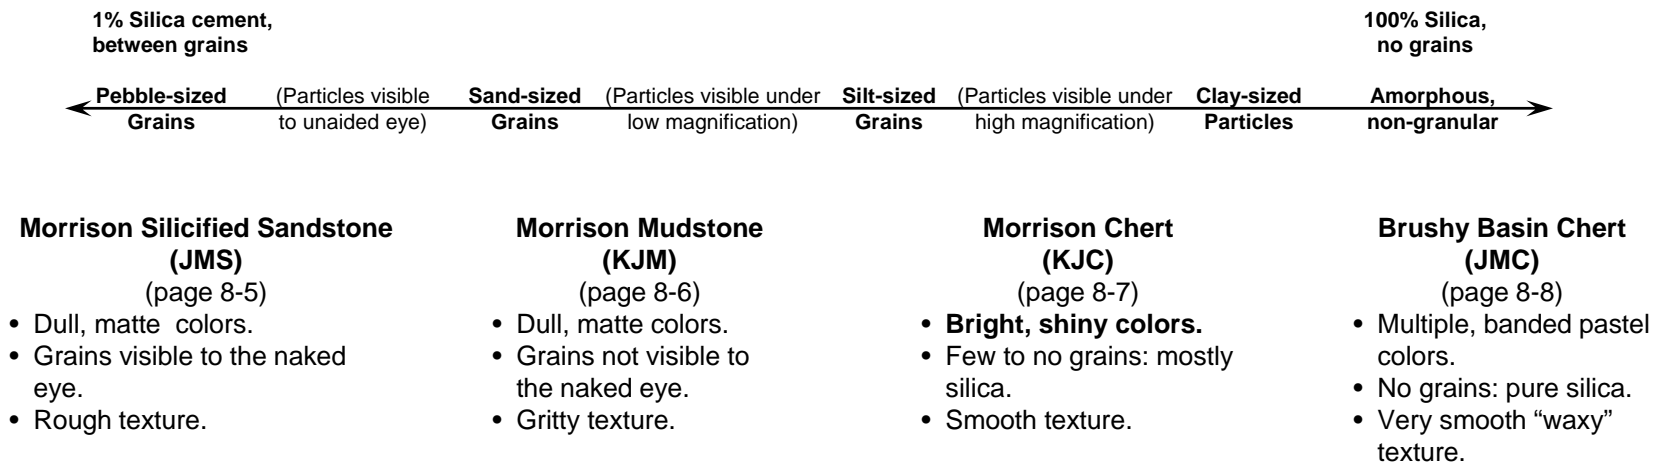 1% Silica cement,
between grains
100% Silica,
no grains
Pebble-sized
Grains
(Particles visible
to unaided eye)
Sand-sized
Grains
(Particles visible under
low magnification)
Silt-sized
Grains
(Particles visible under
high magnification)
Clay-sized
Particles
Amorphous,
non-granular
Morrison Silicified Sandstone
(JMS)
(page 8-5)
• Dull, matte colors.
• Grains visible to the naked
eye.
• Rough texture.
Morrison Mudstone
(KJM)
(page 8-6)
• Dull, matte colors.
• Grains not visible to
the naked eye.
• Gritty texture.
Morrison Chert
(KJC)
(page 8-7)
• Bright, shiny colors.
• Few to no grains: mostly
silica.
• Smooth texture.
Brushy Basin Chert
(JMC)
(page 8-8)
• Multiple, banded pastel
colors.
• No grains: pure silica.
• Very smooth “waxy”
texture.